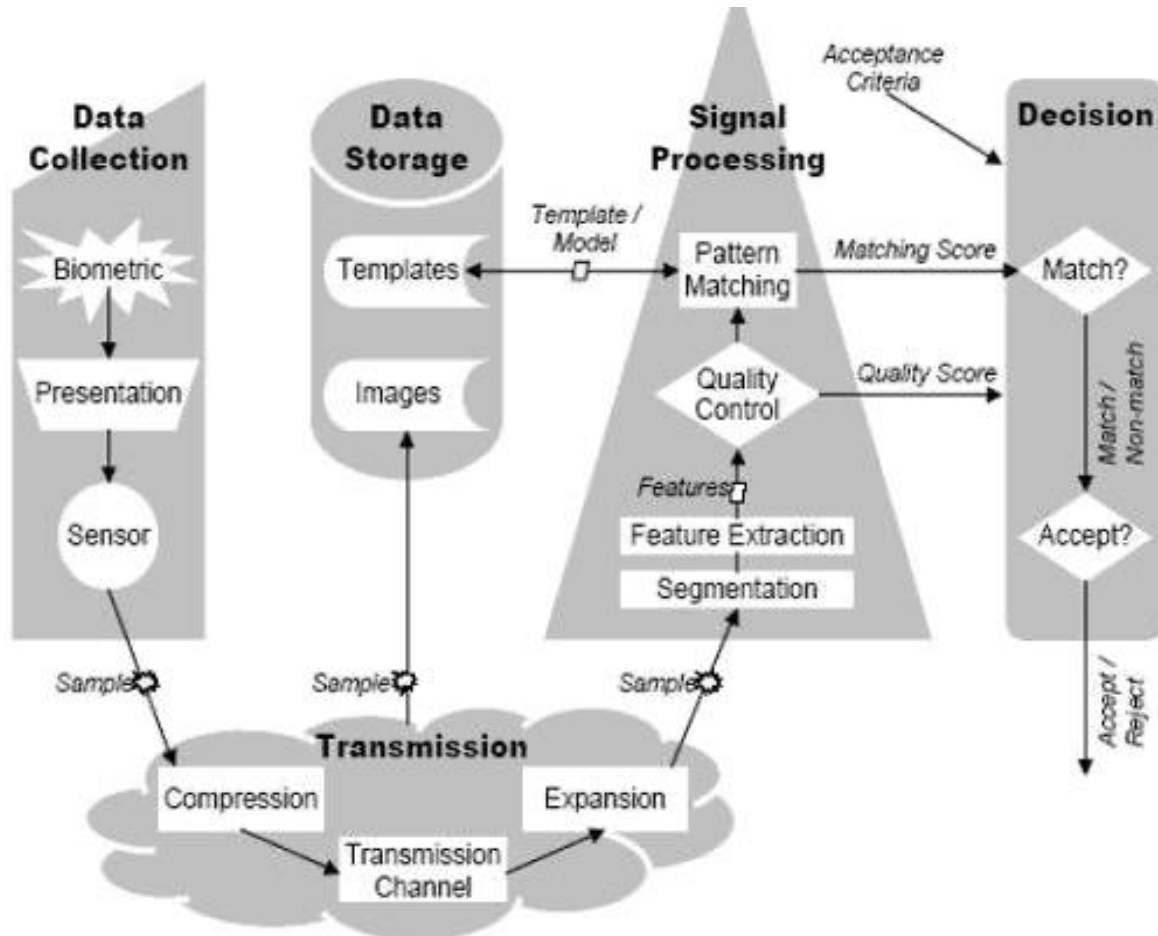 Data
Collection
Biometric
Presentation
Sensor
Sample
Data
Storage
Templates
Images
Sample
Transmission
Compression
Transmission
Channel
Expansion
Sample
Signal
Processing
Template /
Model
Pattern
Matching
Quality
Control
Features
Feature Extraction
Segmentation
Matching Score
Quality Score
Acceptance
Criteria
Decision
Match?
Match /
Non-match
Accept?
Accept /
Reject